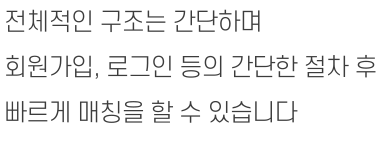 전체적인 구조는 간단하며
회원가입, 로그인 등의 간단한 절차 후
빠르게 매칭을 할 수 있습니다